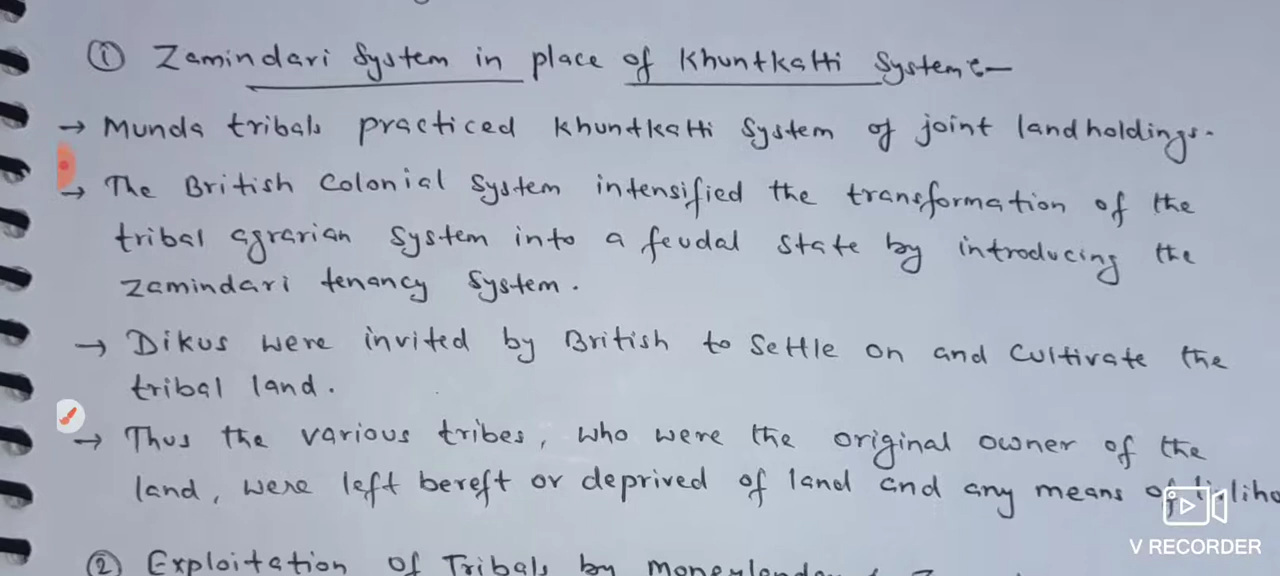 ① Zamindari System in place of Khuntkatti System:-
→ Munda tribals practiced Khuntkatti System of joint landholdings.
→ The British Colonial System intensified the transformation of the
tribal agrarian System into a feudal state by introducing the
zamindari tenancy System.
→ Dikus were invited by British to Settle on and cultivate the
tribal land.
→ Thus the various tribes, who were the original owner of the
land, were left bereft or deprived of land and any means of
② Exploitation of Tribals by
V RECORDER